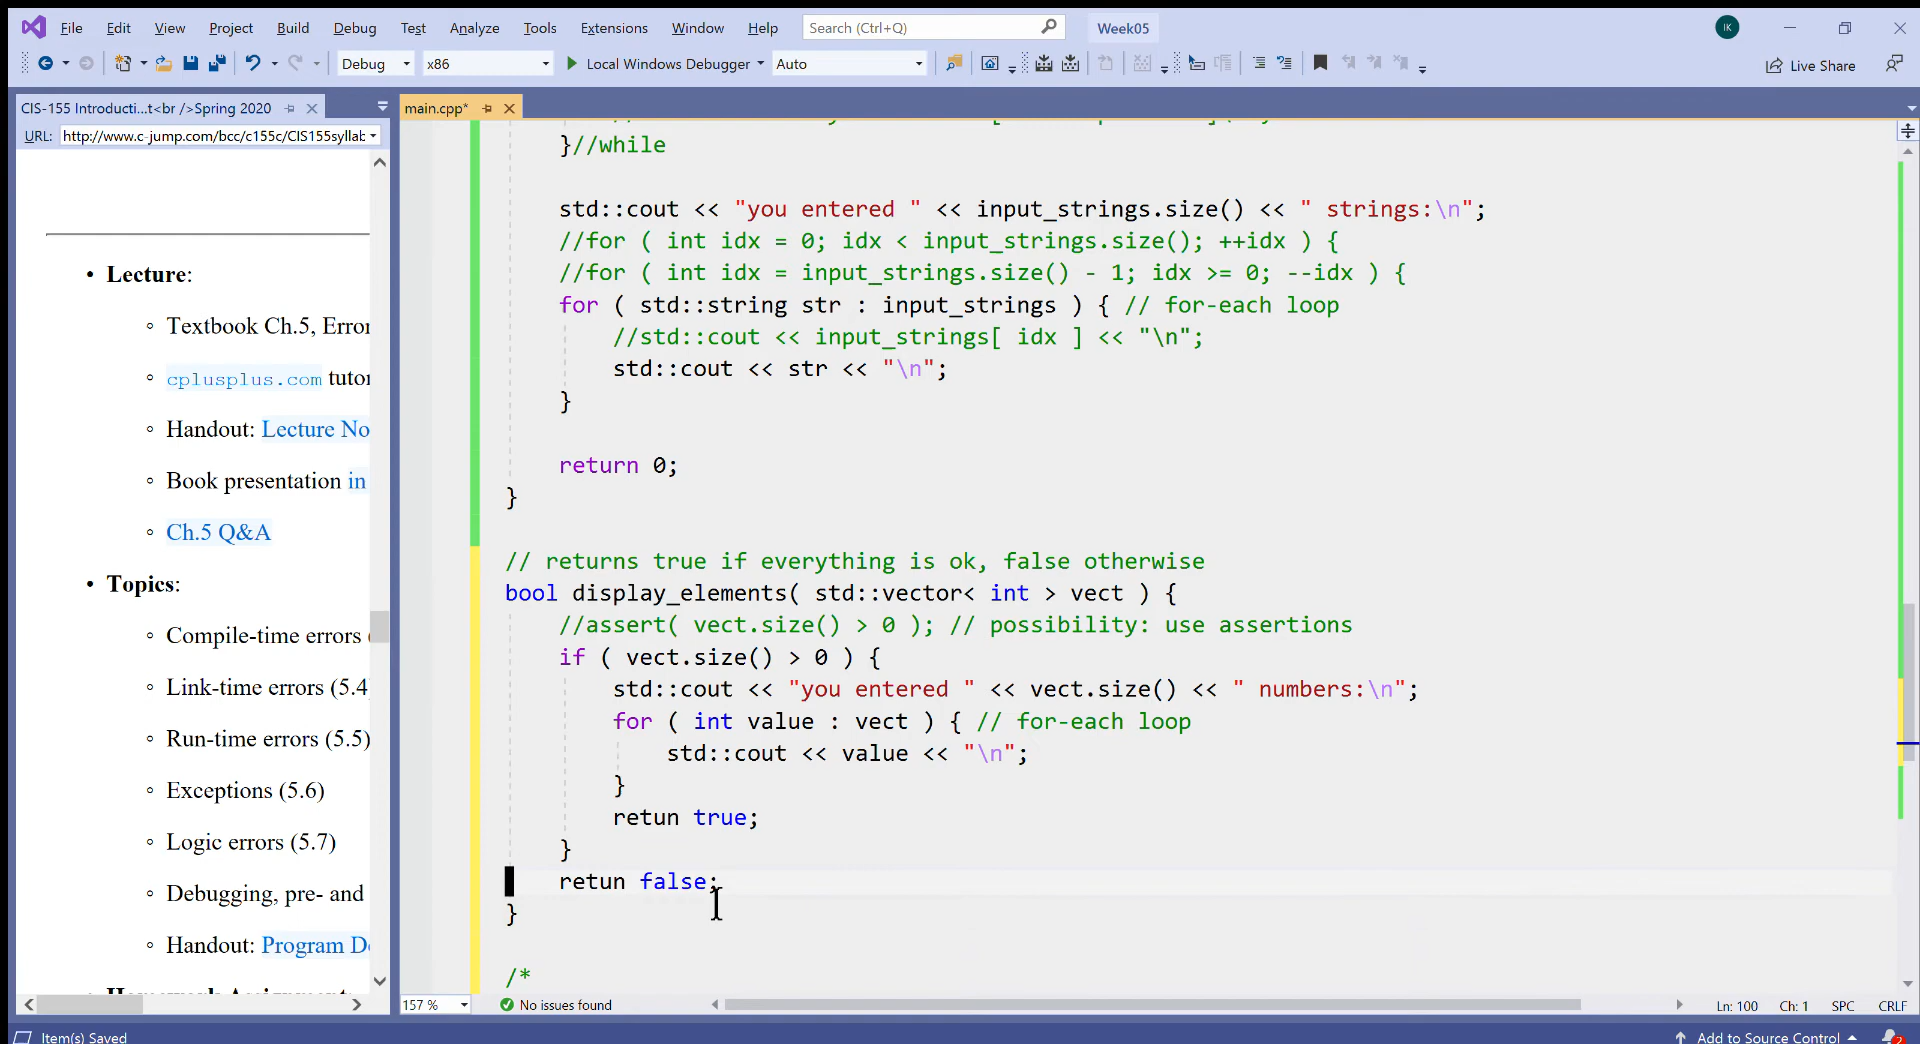 File Edit View Project Build Debug Test Analyze Tools Extensions Window Help Search (Ctrl+Q) Week05 IK
Debug x86 Local Windows Debugger Auto Live Share
CIS-155 Introducti...t<br />Spring 2020
URL: http://www.c-jump.com/bcc/c155c/CIS155syllab
• Lecture:
Textbook Ch.5, Error
cplusplus.com tutor
Handout: Lecture No
Book presentation in
Ch.5 Q&A
• Topics:
Compile-time errors
Link-time errors (5.4)
Run-time errors (5.5)
Exceptions (5.6)
Logic errors (5.7)
Debugging, pre- and
Handout: Program De
main.cpp*
}//while
std::cout << "you entered " << input_strings.size() << " strings:\n";
//for ( int idx = 0; idx < input_strings.size(); ++idx ) {
//for ( int idx = input_strings.size() - 1; idx >= 0; --idx ) {
for ( std::string str : input_strings ) { // for-each loop
//std::cout << input_strings[ idx ] << "\n";
std::cout << str << "\n";
}
return 0;
}
// returns true if everything is ok, false otherwise
bool display_elements( std::vector< int > vect ) {
//assert( vect.size() > 0 ); // possibility: use assertions
if ( vect.size() > 0 ) {
std::cout << "you entered " << vect.size() << " numbers:\n";
for ( int value : vect ) { // for-each loop
std::cout << value << "\n";
}
retun true;
}
retun false;
}
/*
157 % No issues found Ln: 100 Ch: 1 SPC CRLF
Item(s) Saved Add to Source Control 2